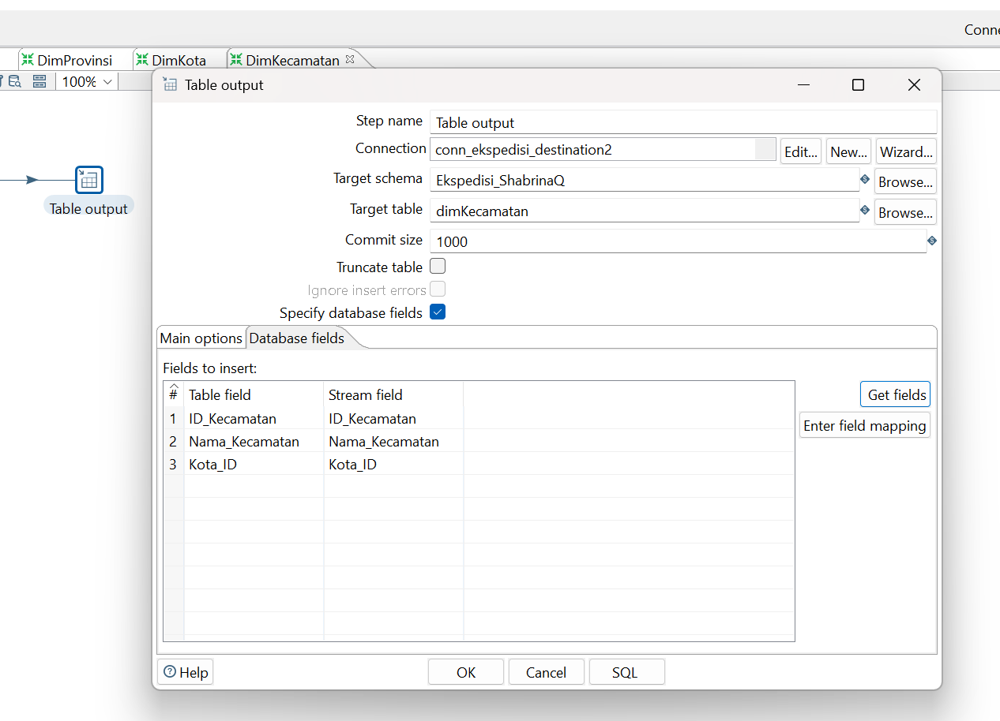 Conne
DimProvinsi DimKota DimKecamatan
100%
Table output
Table output
Step name Table output
Connection conn_ekspedisi_destination2 Edit... New... Wizard...
Target schema Ekspedisi_ShabrinaQ Browse...
Target table dimKecamatan Browse...
Commit size 1000
Truncate table
Ignore insert errors
Specify database fields
Main options Database fields
Fields to insert:
# Table field Stream field
1 ID_Kecamatan ID_Kecamatan
2 Nama_Kecamatan Nama_Kecamatan
3 Kota_ID Kota_ID
Get fields
Enter field mapping
Help OK Cancel SQL